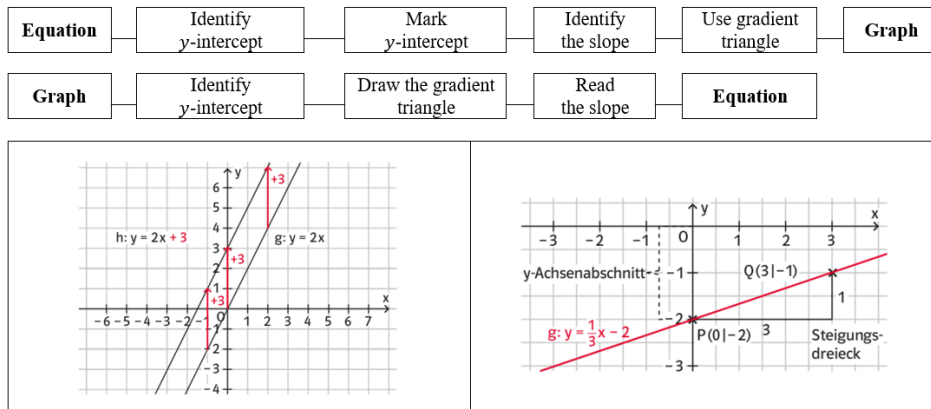 Equation
Identify
y-intercept
Mark
y-intercept
Identify
the slope
Use gradient
triangle
Graph
Graph
Identify
y-intercept
Draw the gradient
triangle
Read
the slope
Equation
y
6
+3
5
4
h: y = 2x + 3
g: y = 2x
3
2
+3
1
+3
x
-6 -5 -4 -3 -2 -1 0 1 2 3 4 5 6 7
-2
-3
-4
y
x
-3 -2 -1 0 1 2 3
y-Achsenabschnitt
-1
Q(3|-1)
1
-2
P(0|-2)
3
g: y = 1/3 x - 2
Steigungs-
dreieck
-3